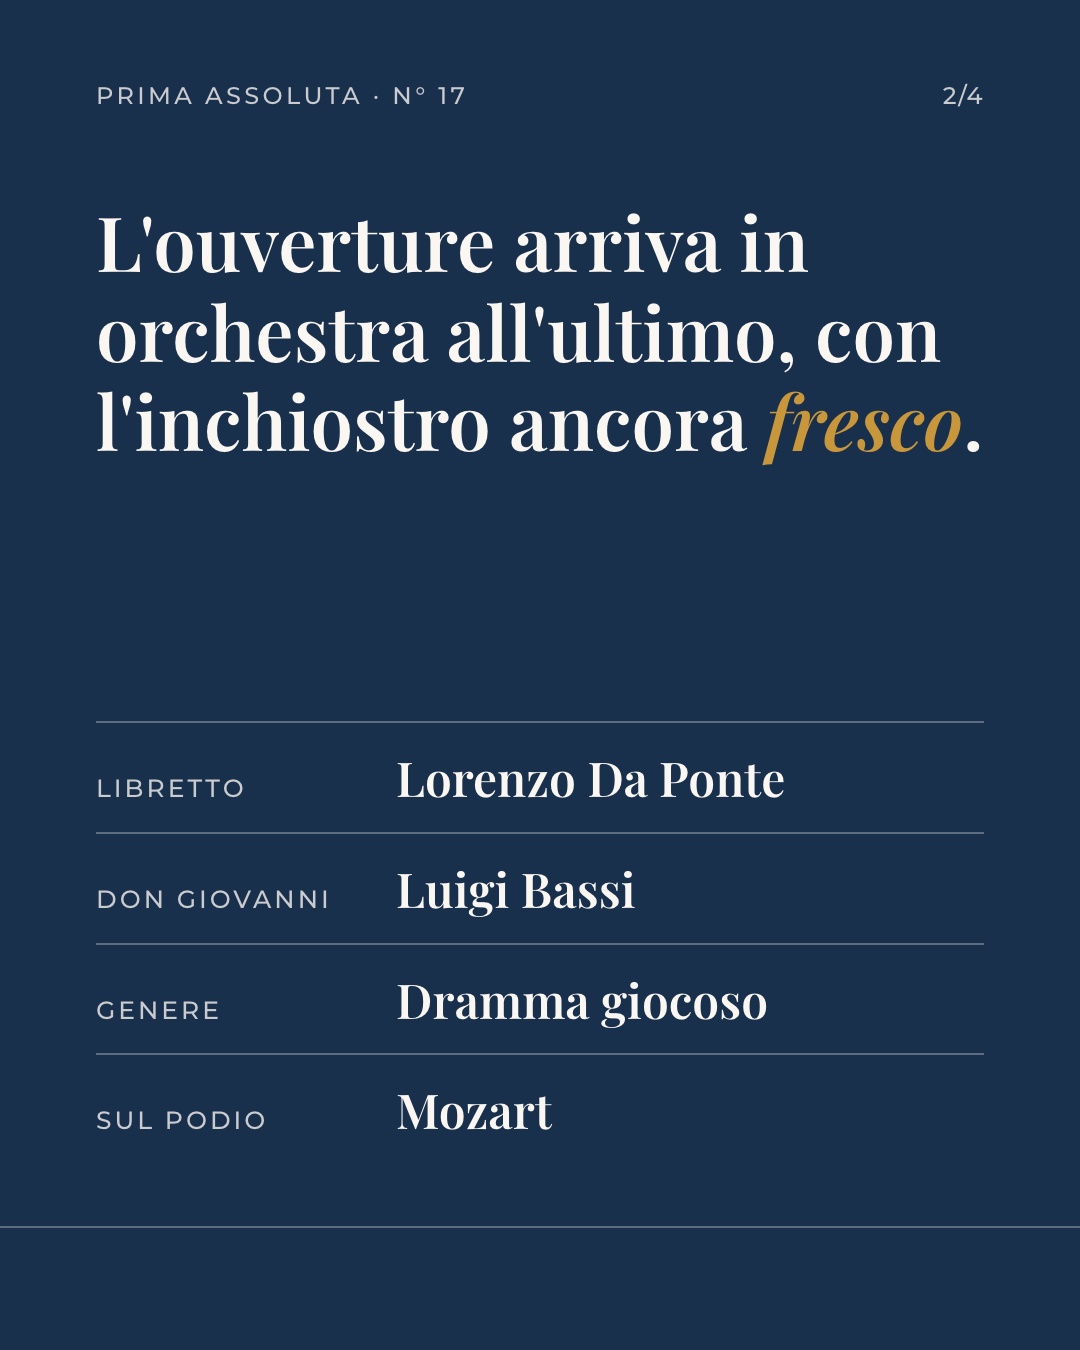 PRIMA ASSOLUTA · N° 17
2/4
L'ouverture arriva in
orchestra all'ultimo, con
l'inchiostro ancora fresco.
LIBRETTO Lorenzo Da Ponte
DON GIOVANNI Luigi Bassi
GENERE Dramma giocoso
SUL PODIO Mozart